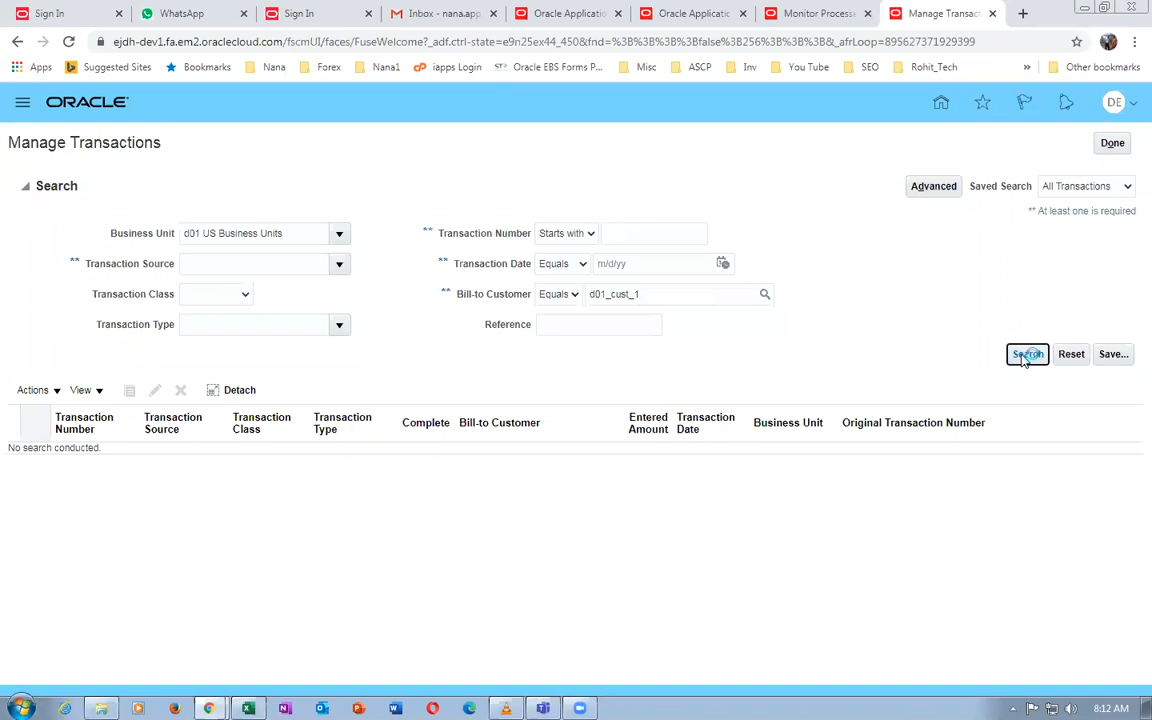 Sign In
WhatsApp
Sign In
Inbox - nana.app
Oracle Applicatio
Oracle Applicatic
Monitor Processe
Manage Transact
ejdh-dev1.fa.em2.oraclecloud.com/fscmUI/faces/FuseWelcome?_adf.ctrl-state=e9n25ex44_450&fnd=%3B%3B%3B%3Bfalse%3B256%3B%3B%3B&_afrLoop=895627371929399
Apps
Suggested Sites
Bookmarks
Nana
Forex
Nana1
iapps Login
Oracle EBS Forms P...
Misc
ASCP
Inv
You Tube
SEO
Rohit_Tech
»
Other bookmarks
ORACLE
DE
Manage Transactions
Done
Search
Advanced
Saved Search
All Transactions
** At least one is required
Business Unit
d01 US Business Units
** Transaction Number
Starts with
** Transaction Source
** Transaction Date
Equals
m/d/yy
Transaction Class
** Bill-to Customer
Equals
d01_cust_1
Transaction Type
Reference
Search
Reset
Save...
Actions
View
Detach
Transaction Number
Transaction Source
Transaction Class
Transaction Type
Complete
Bill-to Customer
Entered Amount
Transaction Date
Business Unit
Original Transaction Number
No search conducted.
8:12 AM